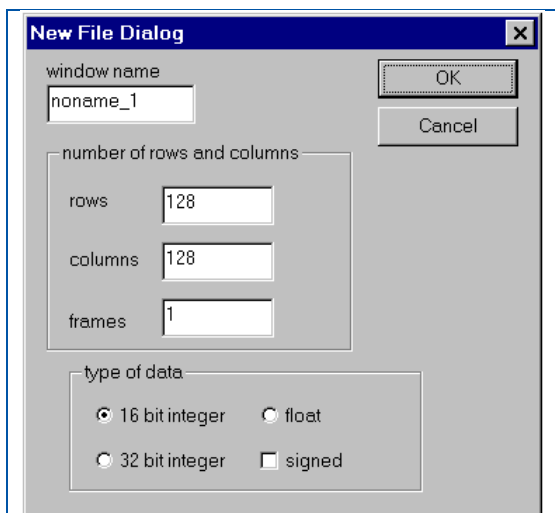 New File Dialog
window name
noname_1
OK
Cancel
number of rows and columns
rows 128
columns 128
frames 1
type of data
16 bit integer float
32 bit integer signed